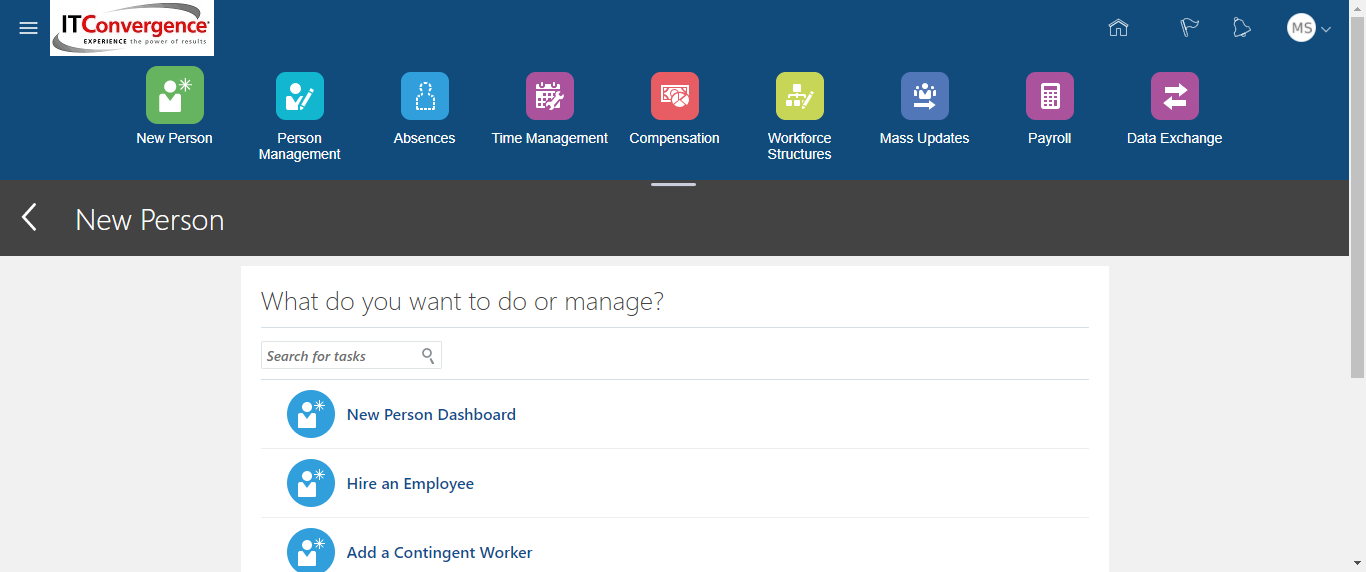 ITConvergence
EXPERIENCE the power of results
MS
New Person
Person
Management
Absences
Time Management
Compensation
Workforce
Structures
Mass Updates
Payroll
Data Exchange
New Person
What do you want to do or manage?
Search for tasks
New Person Dashboard
Hire an Employee
Add a Contingent Worker